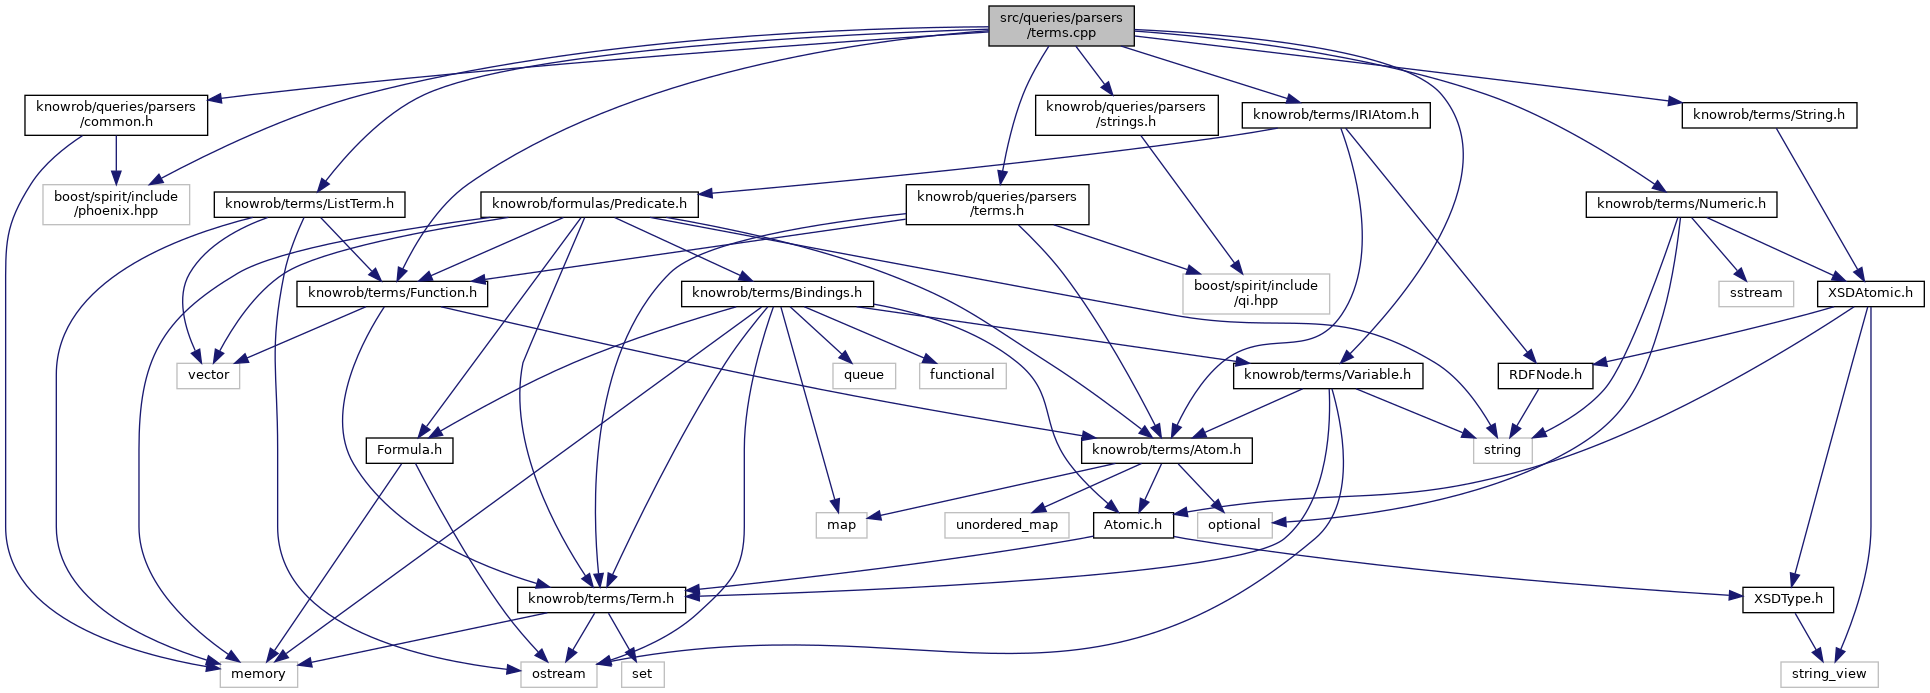 src/queries/parsers
/terms.cpp
knowrob/queries/parsers
/common.h
knowrob/queries/parsers
/strings.h
knowrob/terms/IRIAtom.h
knowrob/terms/String.h
boost/spirit/include
/phoenix.hpp
knowrob/terms/ListTerm.h
knowrob/formulas/Predicate.h
knowrob/queries/parsers
/terms.h
knowrob/terms/Numeric.h
knowrob/terms/Function.h
knowrob/terms/Bindings.h
boost/spirit/include
/qi.hpp
sstream
XSDAtomic.h
vector
queue
functional
knowrob/terms/Variable.h
RDFNode.h
Formula.h
knowrob/terms/Atom.h
string
map
unordered_map
Atomic.h
optional
knowrob/terms/Term.h
XSDType.h
memory
ostream
set
string_view